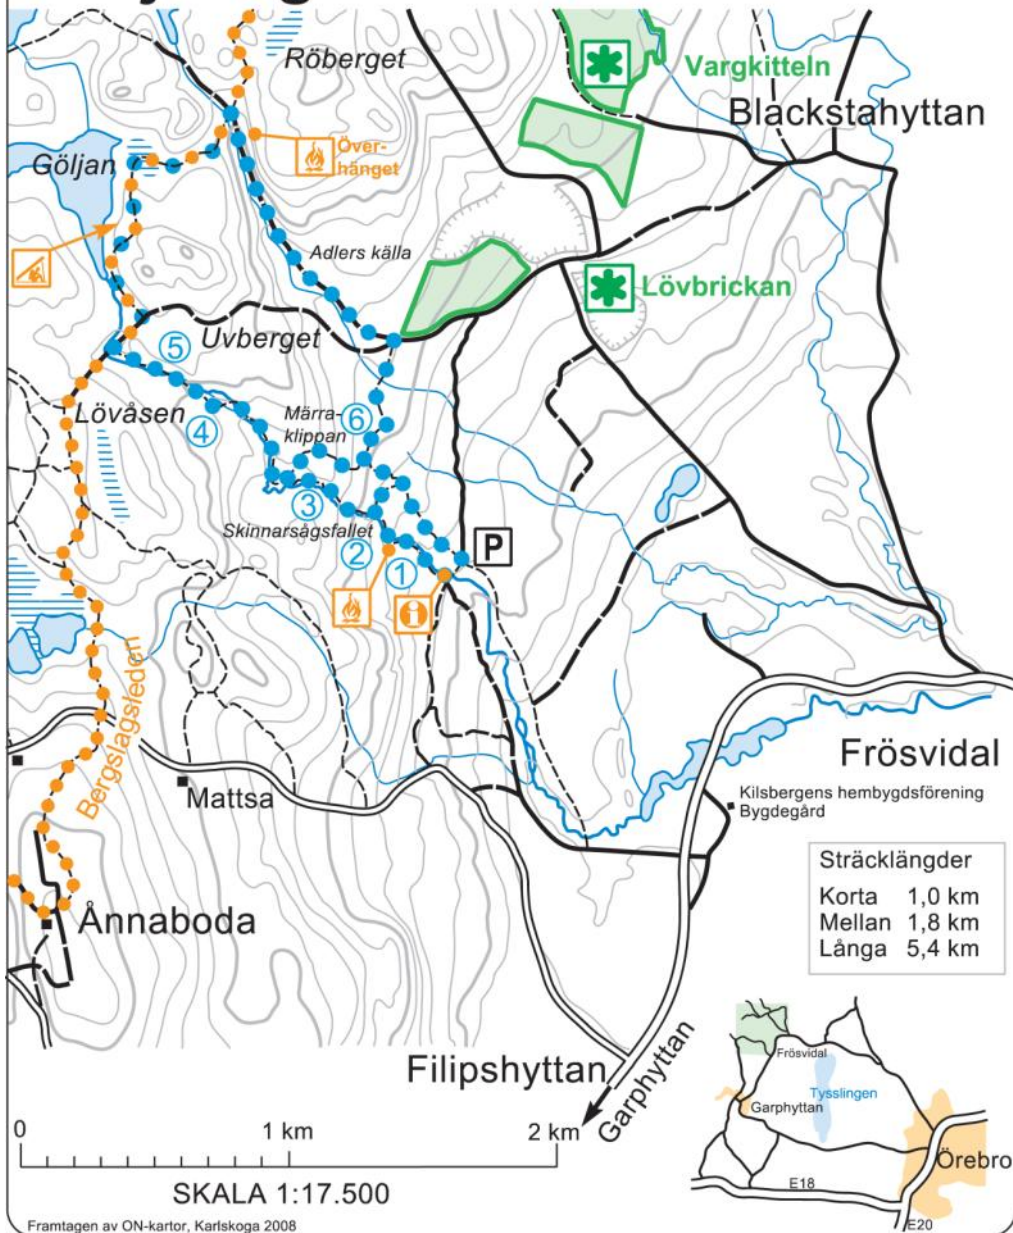 Röberget
Vargkitteln
Blackstahyttan
Över-
hänget
Göljan
Adlers källa
Lövbrickan
Uvberget
5
Lövåsen
4
Märra-
klippan
6
3
Skinnarsågsfallet
2
1
P
i
Bergslagsleden
Mattsa
Frösvidal
Kilsbergens hembygdsförening
Bygdegård
Sträcklängder
Korta 1,0 km
Mellan 1,8 km
Långa 5,4 km
Ånnaboda
Filipshyttan
Garphyttan
Frösvidal
Tysslingen
Garphyttan
Örebro
E18
E20
0 1 km 2 km
SKALA 1:17.500
Framtagen av ON-kartor, Karlskoga 2008